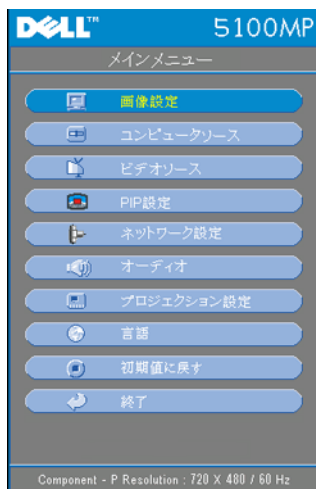 DELL™ 5100MP
メインメニュー
画像設定
コンピュータソース
ビデオソース
PIP設定
ネットワーク設定
オーディオ
プロジェクション設定
言語
初期値に戻す
終了
Component - P Resolution : 720 X 480 / 60 Hz